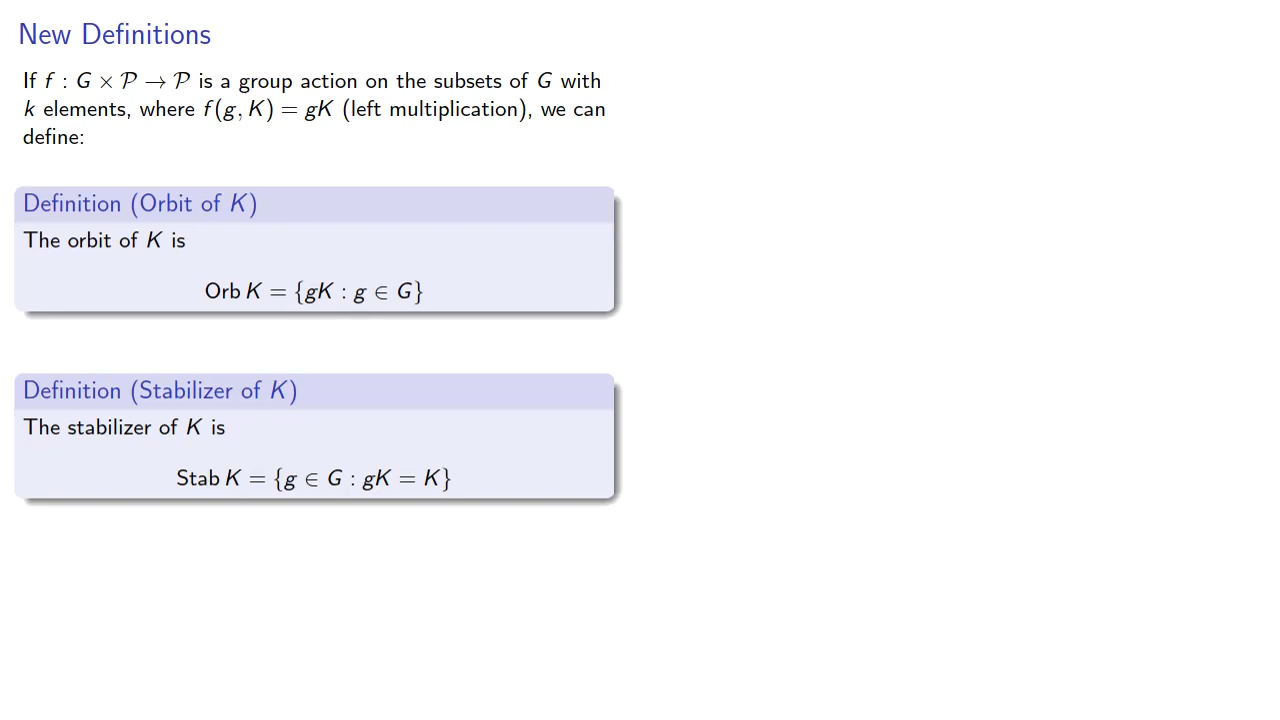 New Definitions
If f : G × 𝒫 → 𝒫 is a group action on the subsets of G with
k elements, where f(g, K) = gK (left multiplication), we can
define:
Definition (Orbit of K)
The orbit of K is
Orb K = {gK : g ∈ G}
Definition (Stabilizer of K)
The stabilizer of K is
Stab K = {g ∈ G : gK = K}